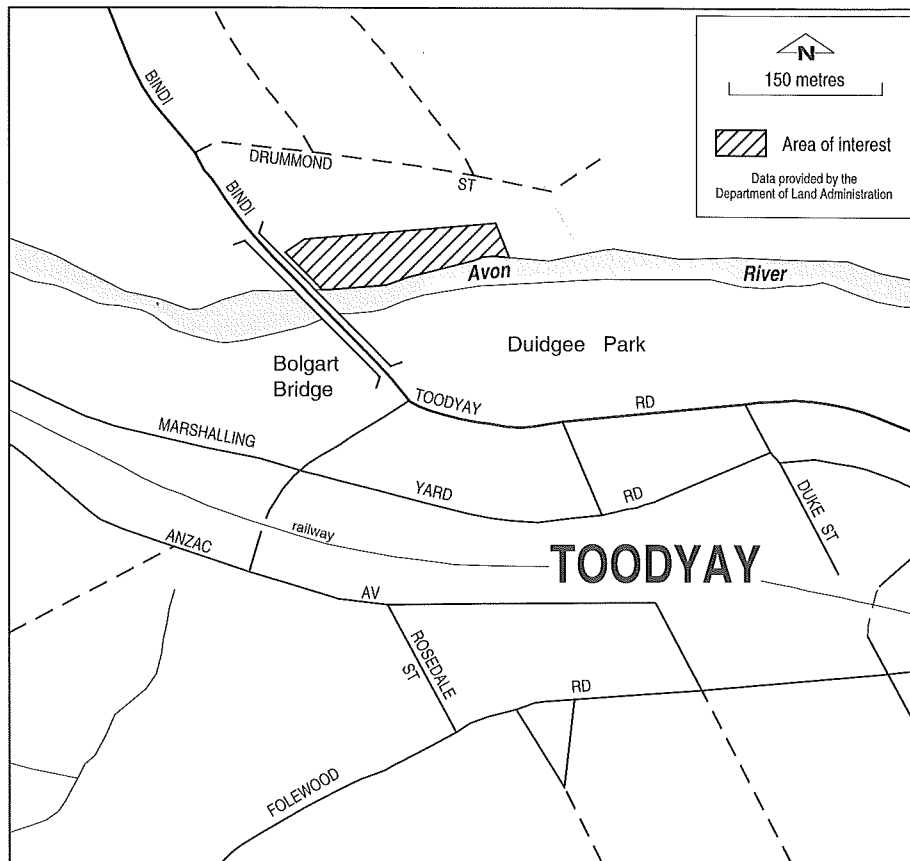 BINDI
N
150 metres
Area of interest
Data provided by the
Department of Land Administration
DRUMMOND
ST
BINDI
Avon
River
Duidgee Park
Bolgart
Bridge
TOODYAY
RD
MARSHALLING
YARD
RD
DUKE ST
railway
ANZAC
TOODYAY
AV
ROSEDALE
ST
RD
FOLEWOOD